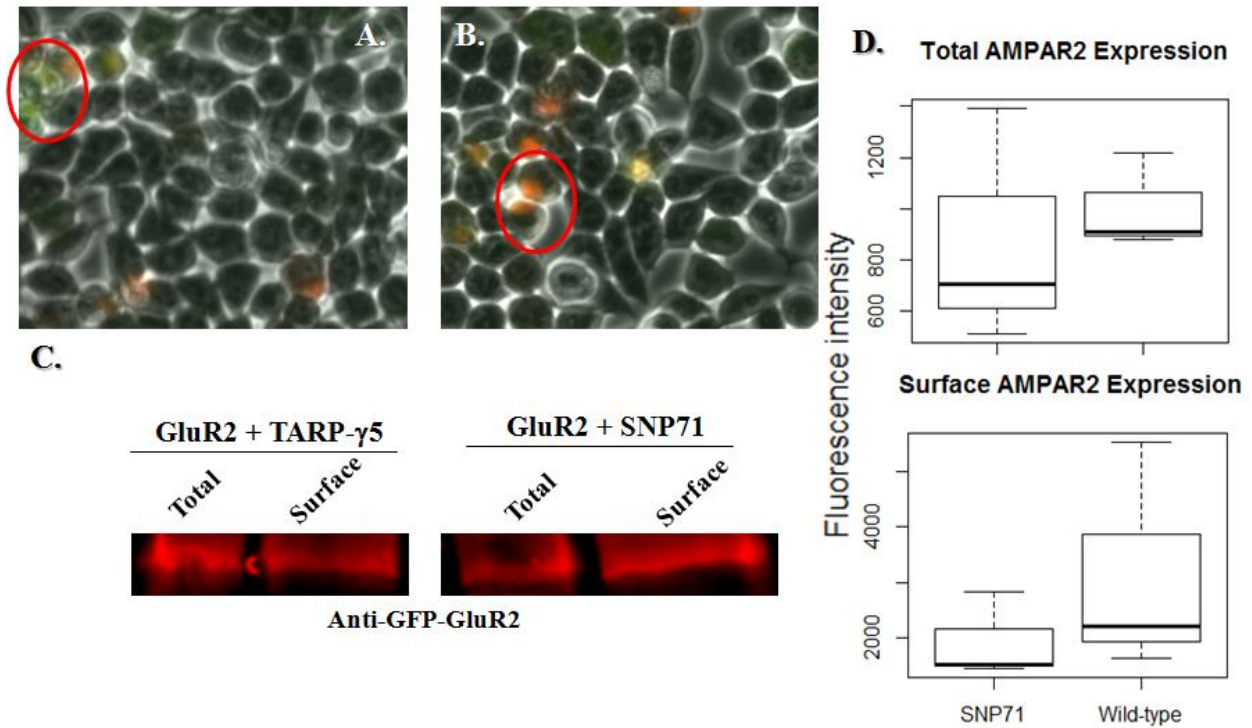 A.
B.
C.
GluR2 + TARP-γ5
GluR2 + SNP71
Total
Surface
Total
Surface
Anti-GFP-GluR2
D.
Total AMPAR2 Expression
1200
800
600
Fluorescence intensity
Surface AMPAR2 Expression
4000
2000
SNP71
Wild-type